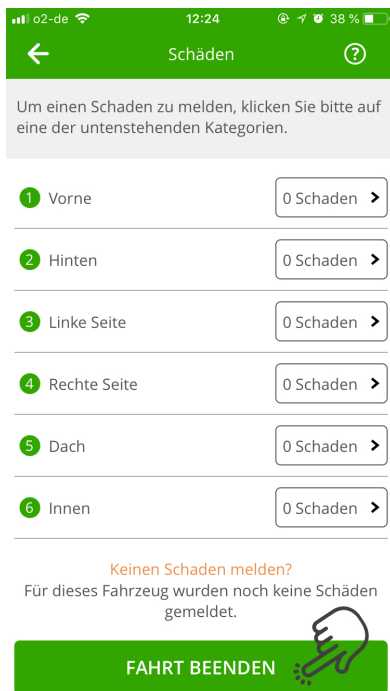 o2-de 12:24 38 %
Schäden ?
Um einen Schaden zu melden, klicken Sie bitte auf
eine der untenstehenden Kategorien.
1 Vorne 0 Schaden
2 Hinten 0 Schaden
3 Linke Seite 0 Schaden
4 Rechte Seite 0 Schaden
5 Dach 0 Schaden
6 Innen 0 Schaden
Keinen Schaden melden?
Für dieses Fahrzeug wurden noch keine Schäden
gemeldet.
FAHRT BEENDEN